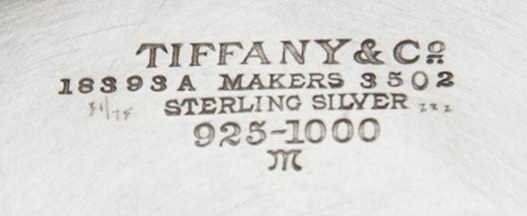 TIFFANY & Co
18393A MAKERS 3502
STERLING SILVER
925-1000
M